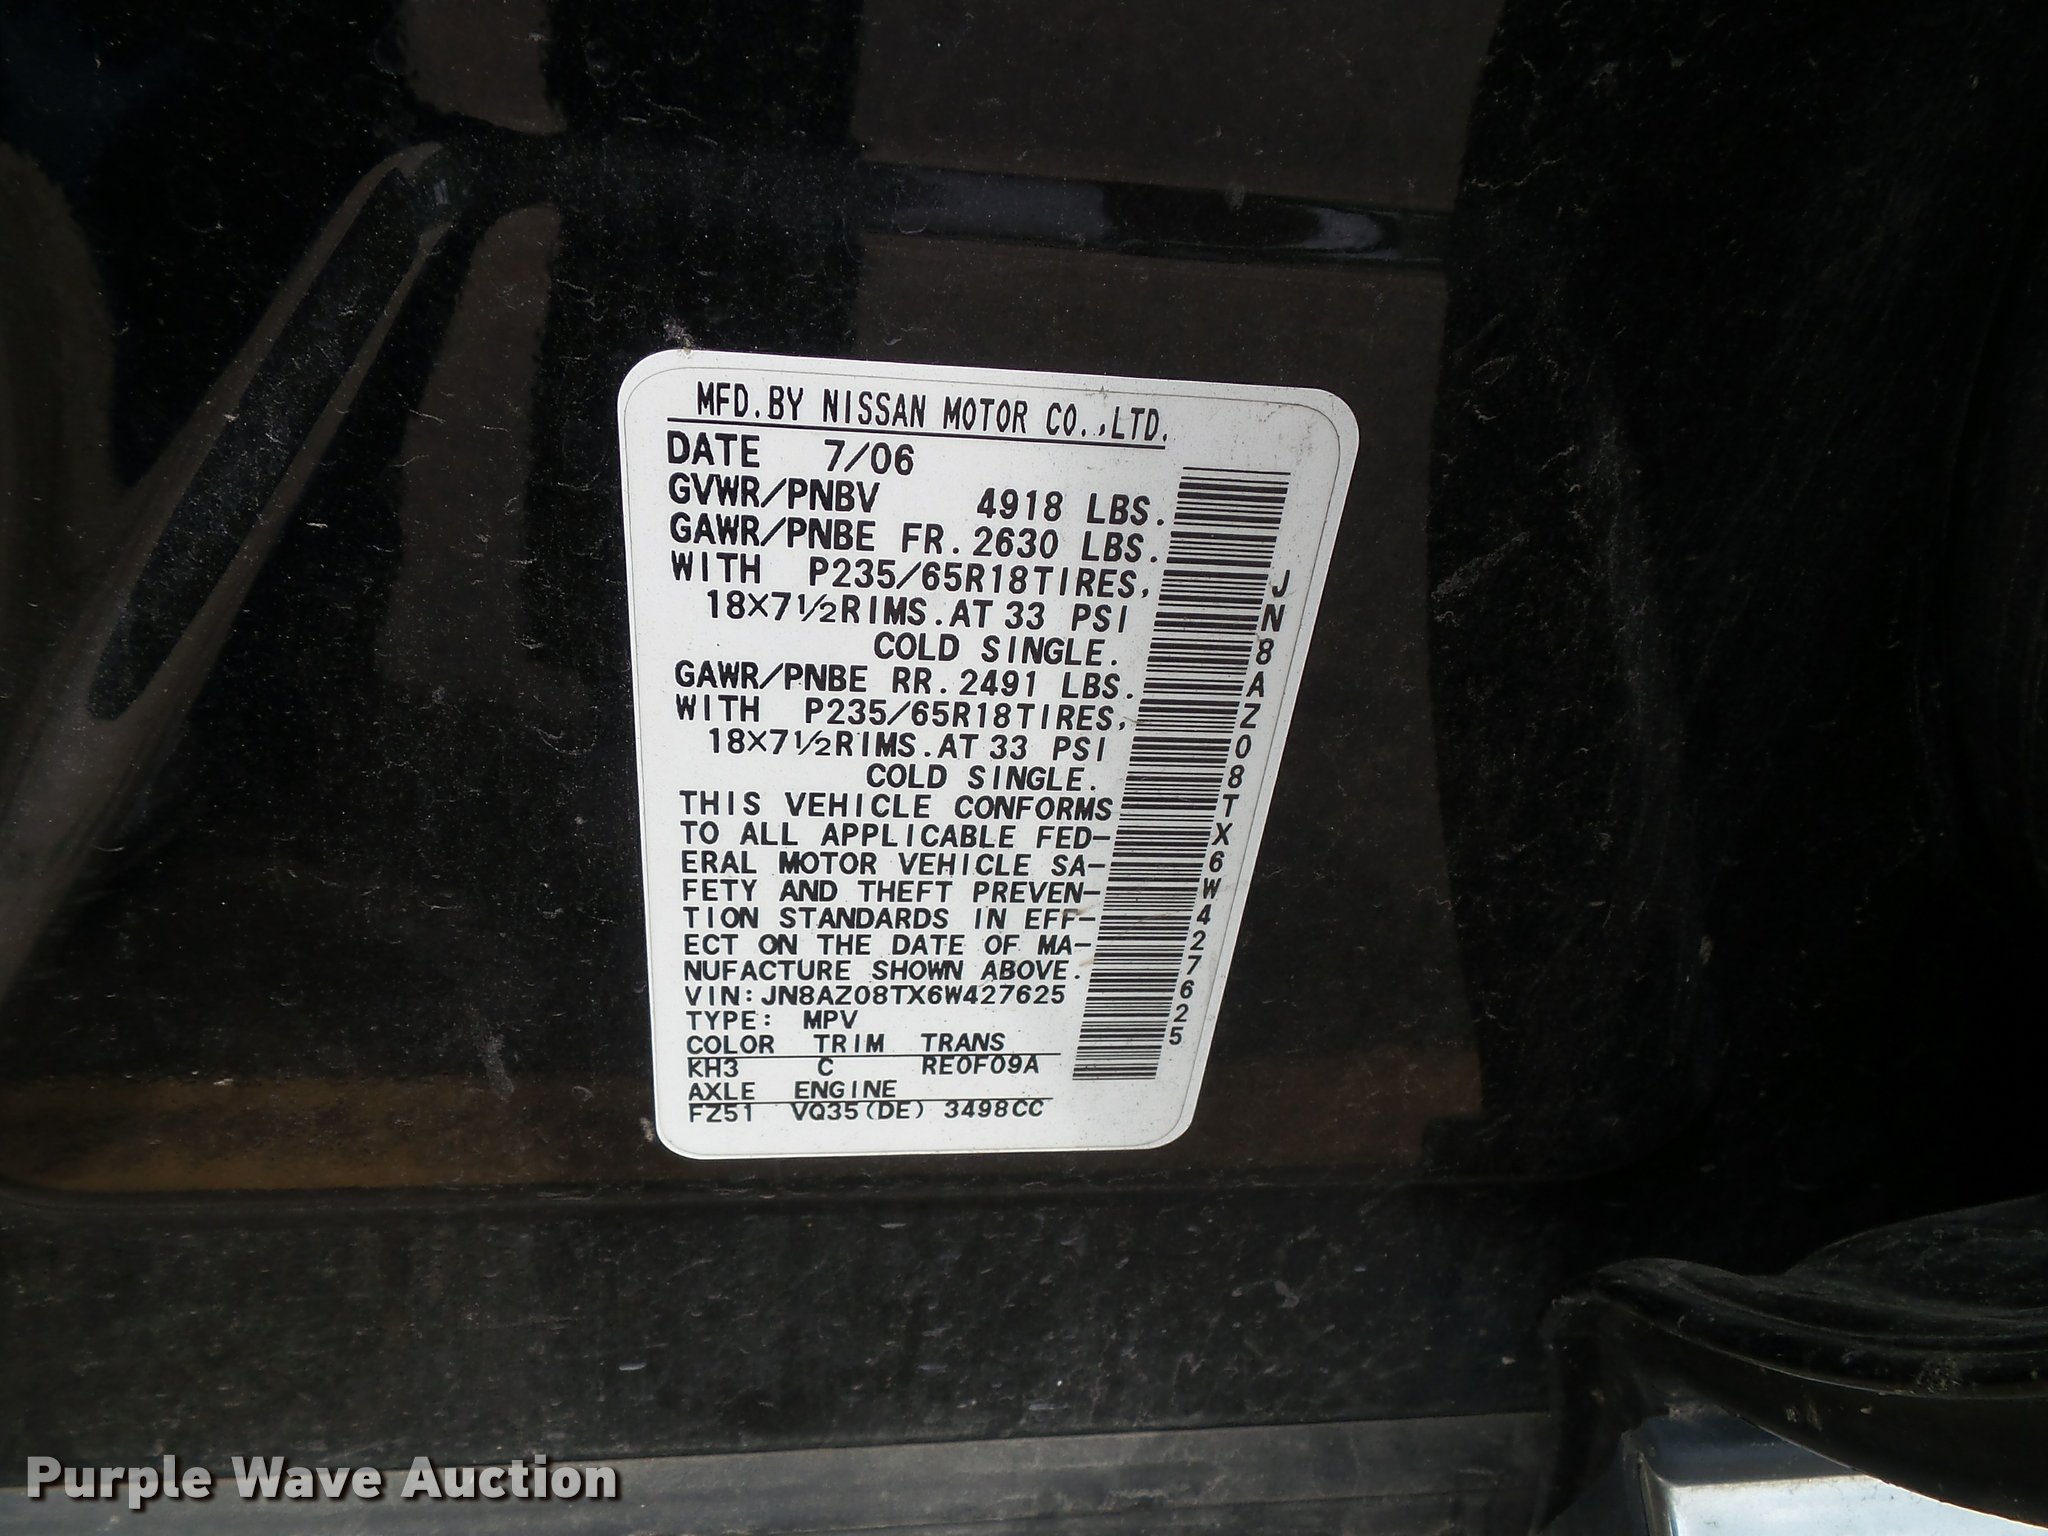 MFD.BY NISSAN MOTOR CO.,LTD.
DATE 7/06
GVWR/PNBV 4918 LBS.
GAWR/PNBE FR. 2630 LBS.
WITH P235/65R18TIRES,
18×7½RIMS.AT 33 PSI
COLD SINGLE.
GAWR/PNBE RR. 2491 LBS.
WITH P235/65R18TIRES,
18×7½RIMS.AT 33 PSI
COLD SINGLE.
THIS VEHICLE CONFORMS
TO ALL APPLICABLE FED-
ERAL MOTOR VEHICLE SA-
FETY AND THEFT PREVEN-
TION STANDARDS IN EFF-
ECT ON THE DATE OF MA-
NUFACTURE SHOWN ABOVE.
VIN:JN8AZ08TX6W427625
TYPE: MPV
COLOR TRIM TRANS
KH3 C RE0F09A
AXLE ENGINE
FZ51 VQ35(DE) 3498CC
JN8AZ08TX6W427625
Purple Wave Auction